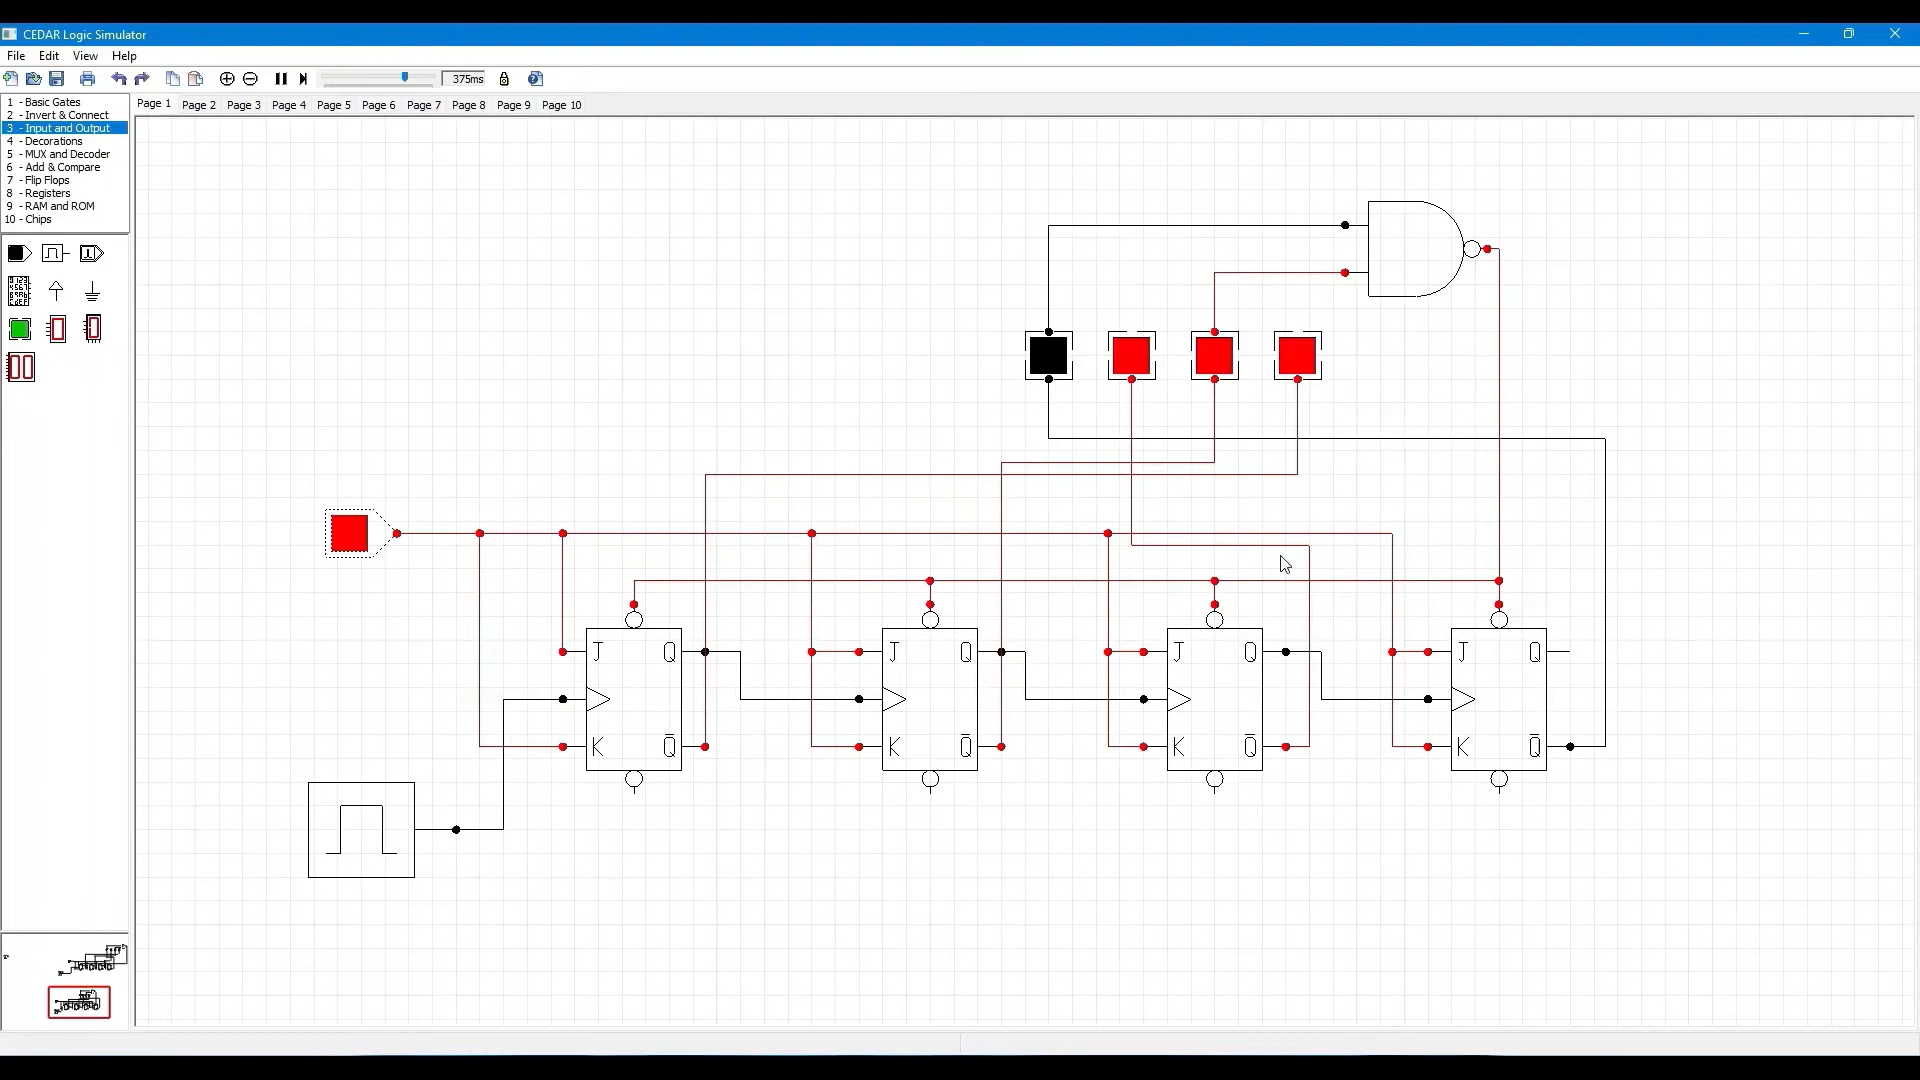 CEDAR Logic Simulator
File Edit View Help
375ms
1 - Basic Gates
2 - Invert & Connect
3 - Input and Output
4 - Decorations
5 - MUX and Decoder
6 - Add & Compare
7 - Flip Flops
8 - Registers
9 - RAM and ROM
10 - Chips
Page 1 Page 2 Page 3 Page 4 Page 5 Page 6 Page 7 Page 8 Page 9 Page 10
J Q J Q J Q J Q
K Q̅ K Q̅ K Q̅ K Q̅